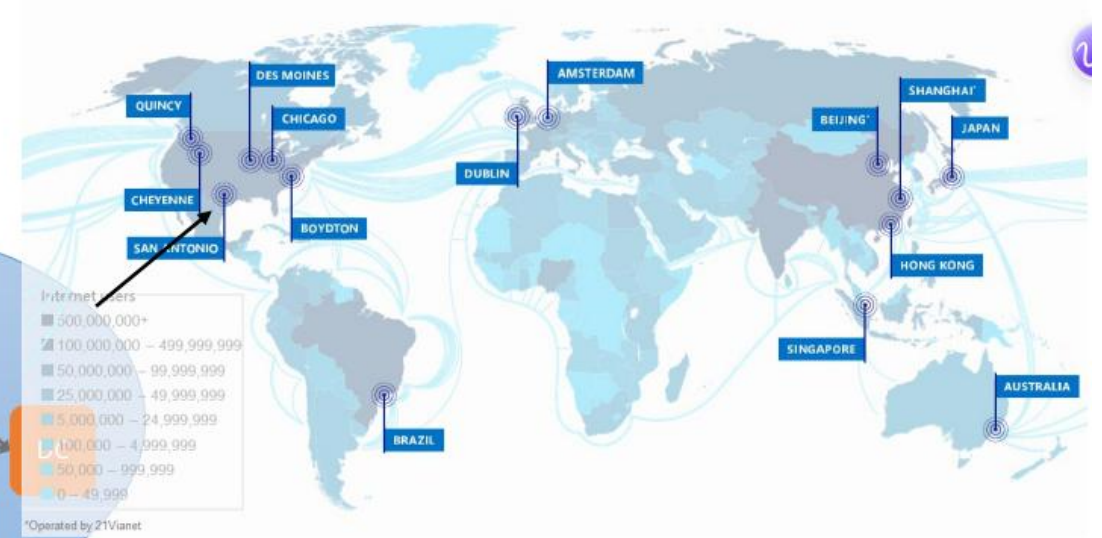 DES MOINES
AMSTERDAM
QUINCY
SHANGHAI*
CHICAGO
BEIJING*
JAPAN
DUBLIN
CHEYENNE
BOYDTON
SAN ANTONIO
HONG KONG
Internet users
500,000,000+
100,000,000 – 499,999,999
50,000,000 – 99,999,999
25,000,000 – 49,999,999
5,000,000 – 24,999,999
100,000 – 4,999,999
50,000 – 999,999
0 – 49,999
SINGAPORE
AUSTRALIA
BRAZIL
*Operated by 21Vianet